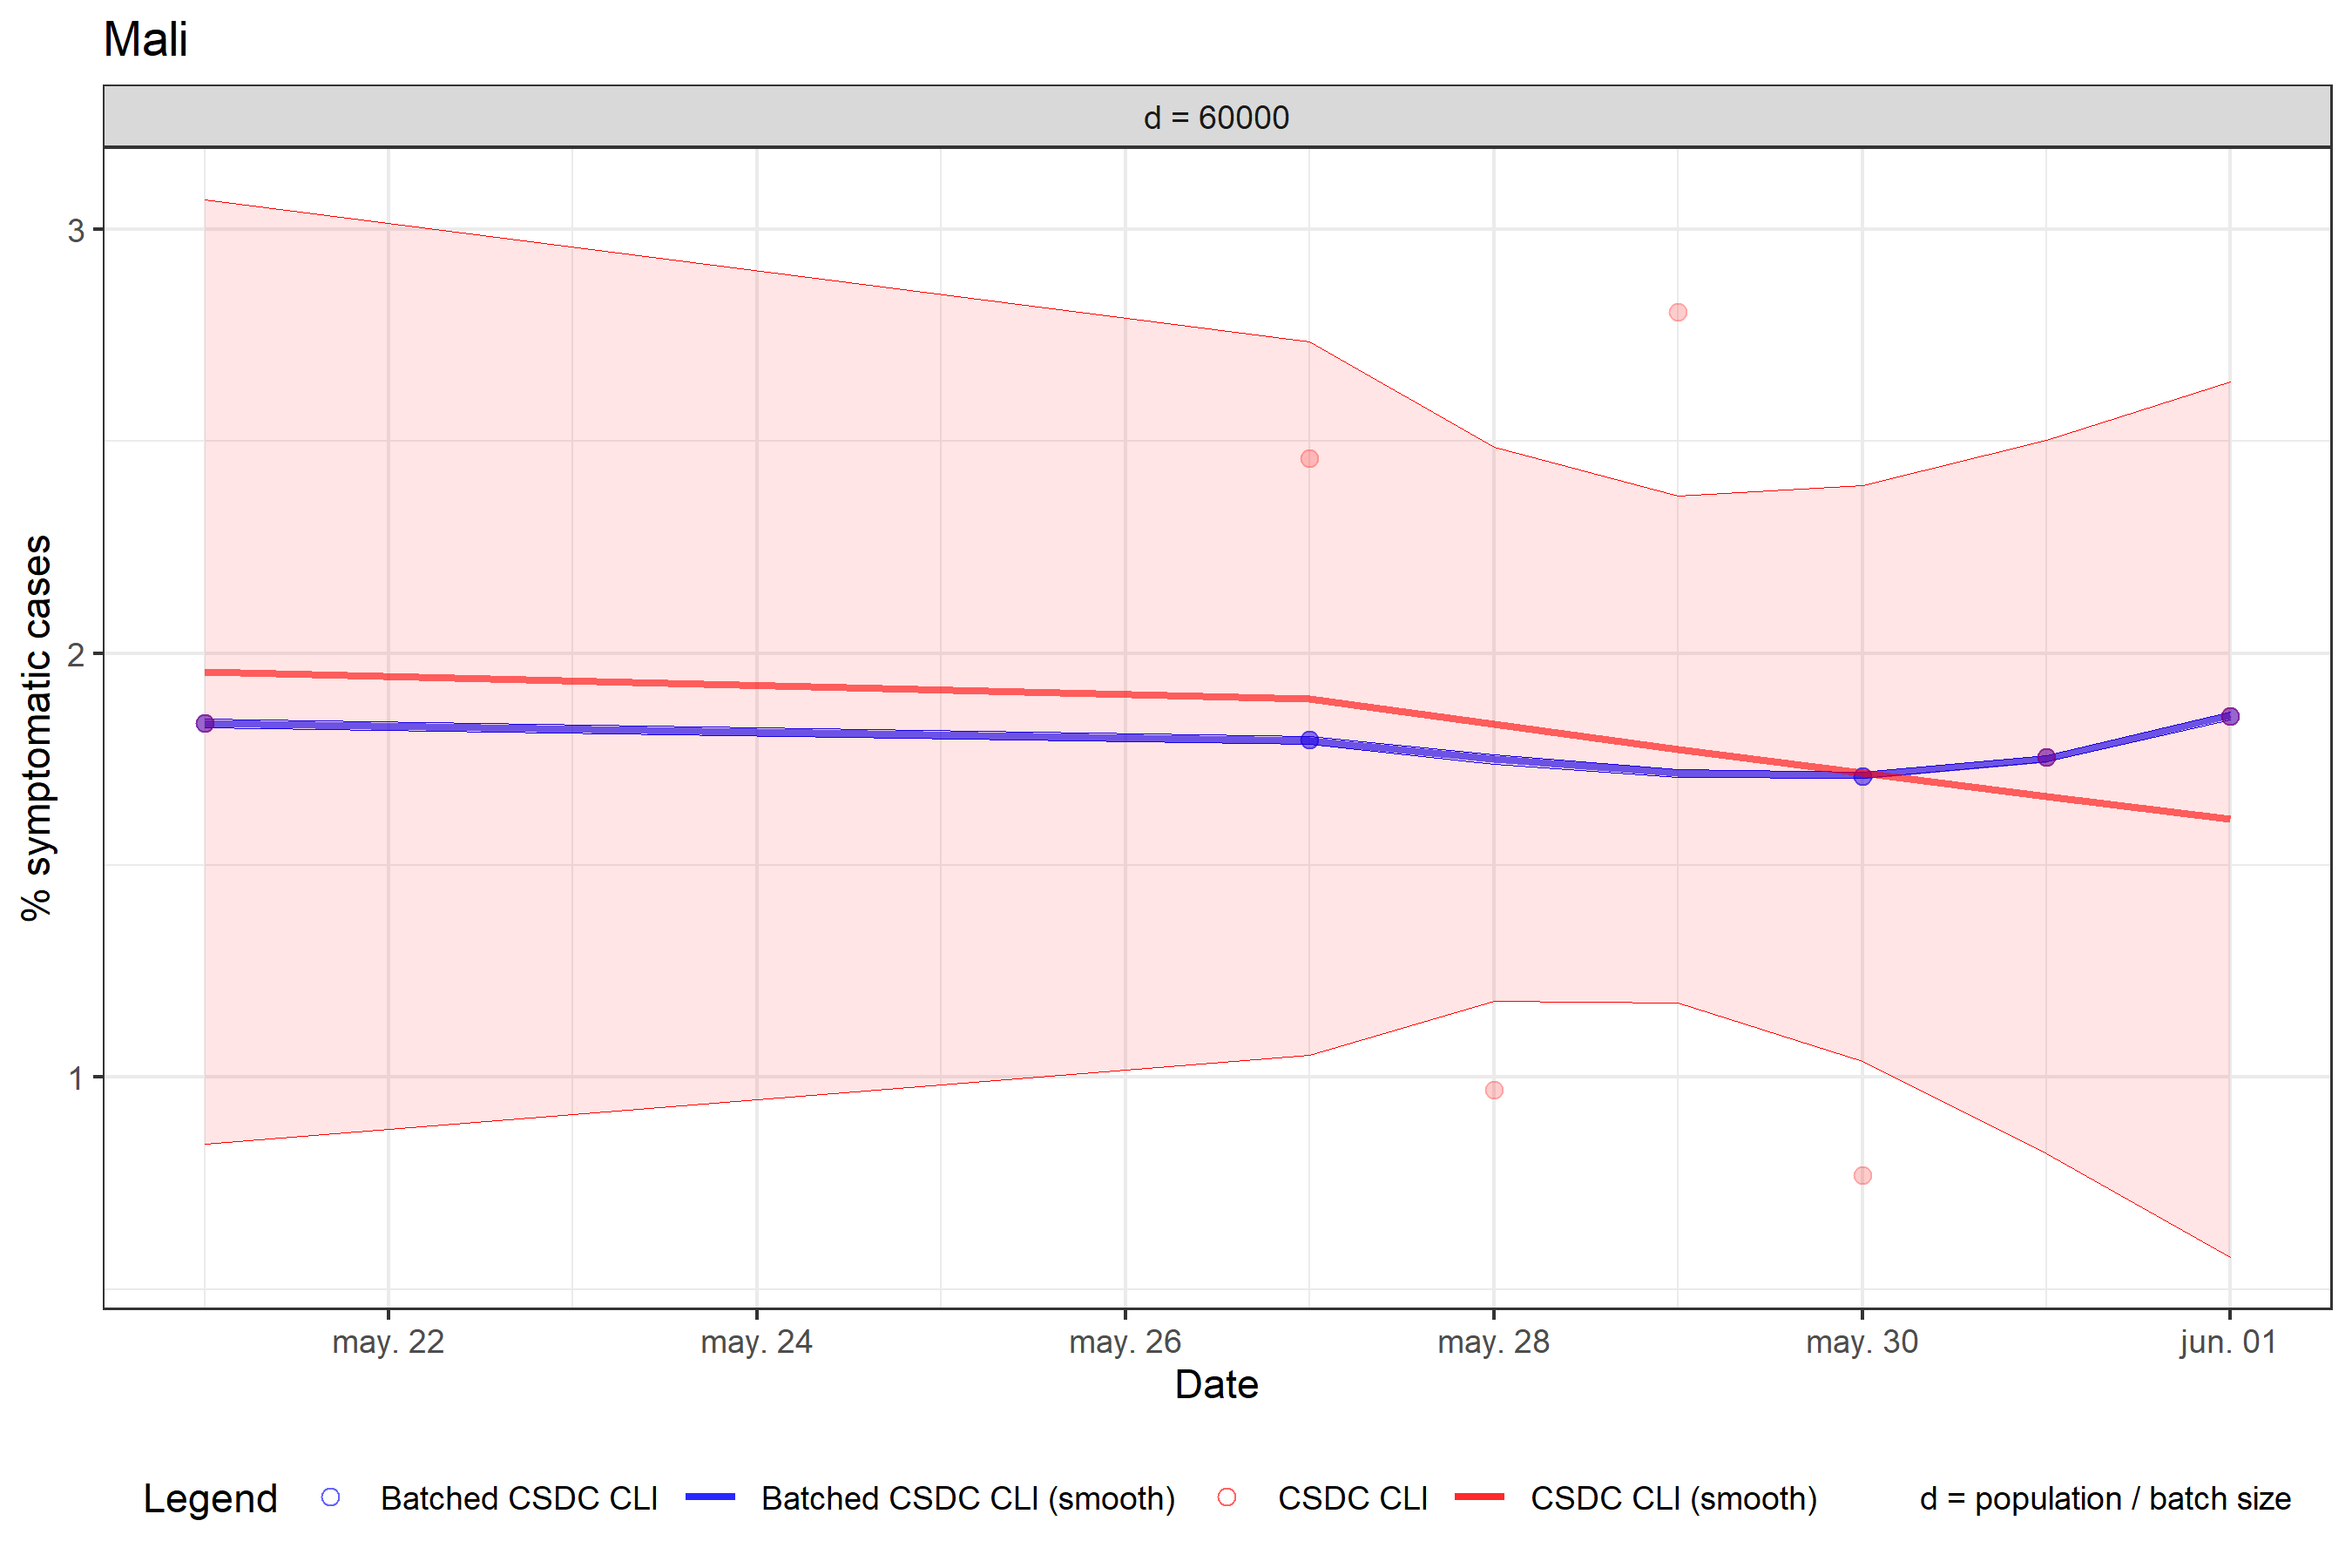 Mali
d = 60000
% symptomatic cases
3
2
1
may. 22
may. 24
may. 26
may. 28
may. 30
jun. 01
Date
Legend
Batched CSDC CLI
Batched CSDC CLI (smooth)
CSDC CLI
CSDC CLI (smooth)
d = population / batch size